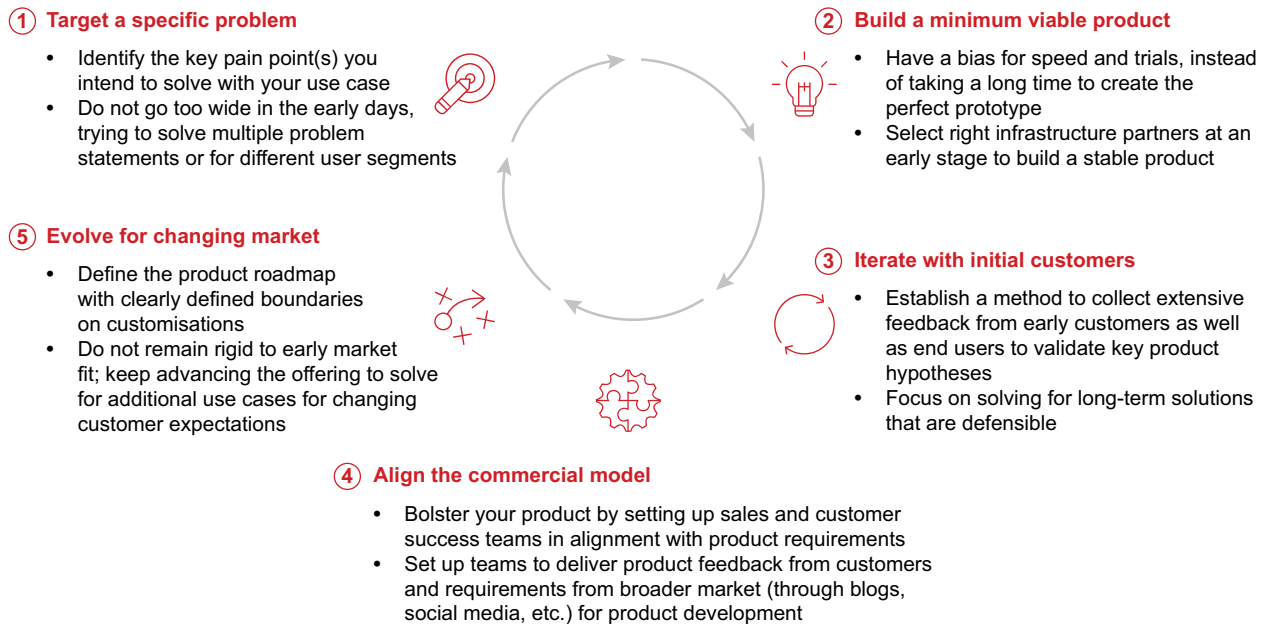 1 Target a specific problem
• Identify the key pain point(s) you
intend to solve with your use case
• Do not go too wide in the early days,
trying to solve multiple problem
statements or for different user segments
2 Build a minimum viable product
• Have a bias for speed and trials, instead
of taking a long time to create the
perfect prototype
• Select right infrastructure partners at an
early stage to build a stable product
3 Iterate with initial customers
• Establish a method to collect extensive
feedback from early customers as well
as end users to validate key product
hypotheses
• Focus on solving for long-term solutions
that are defensible
4 Align the commercial model
• Bolster your product by setting up sales and customer
success teams in alignment with product requirements
• Set up teams to deliver product feedback from customers
and requirements from broader market (through blogs,
social media, etc.) for product development
5 Evolve for changing market
• Define the product roadmap
with clearly defined boundaries
on customisations
• Do not remain rigid to early market
fit; keep advancing the offering to solve
for additional use cases for changing
customer expectations